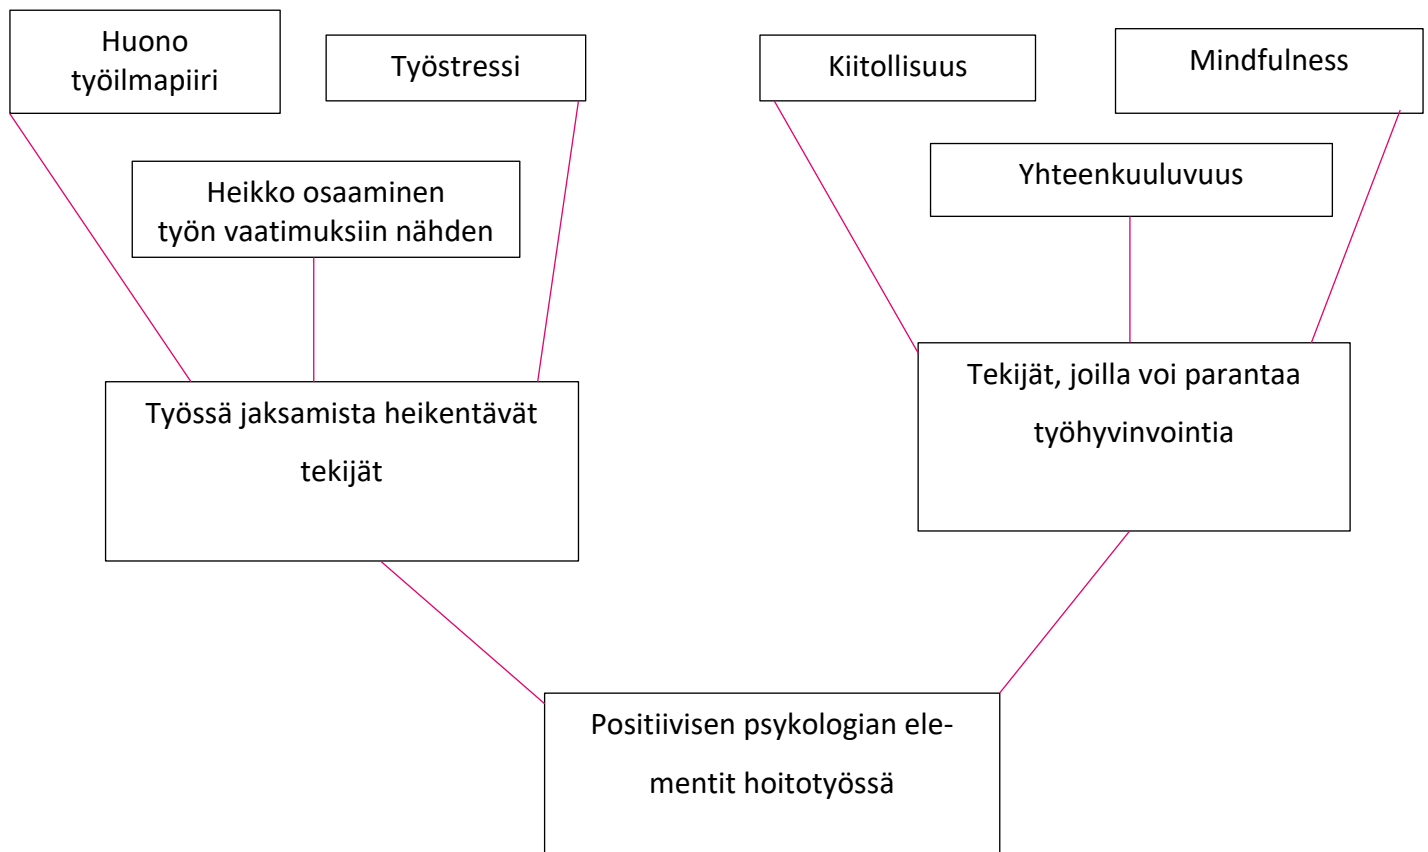 Huono
työilmapiiri
Työstressi
Kiitollisuus
Mindfulness
Heikko osaaminen
työn vaatimuksiin nähden
Yhteenkuuluvuus
Työssä jaksamista heikentävät
tekijät
Tekijät, joilla voi parantaa
työhyvinvointia
Positiivisen psykologian ele-
mentit hoitotyössä